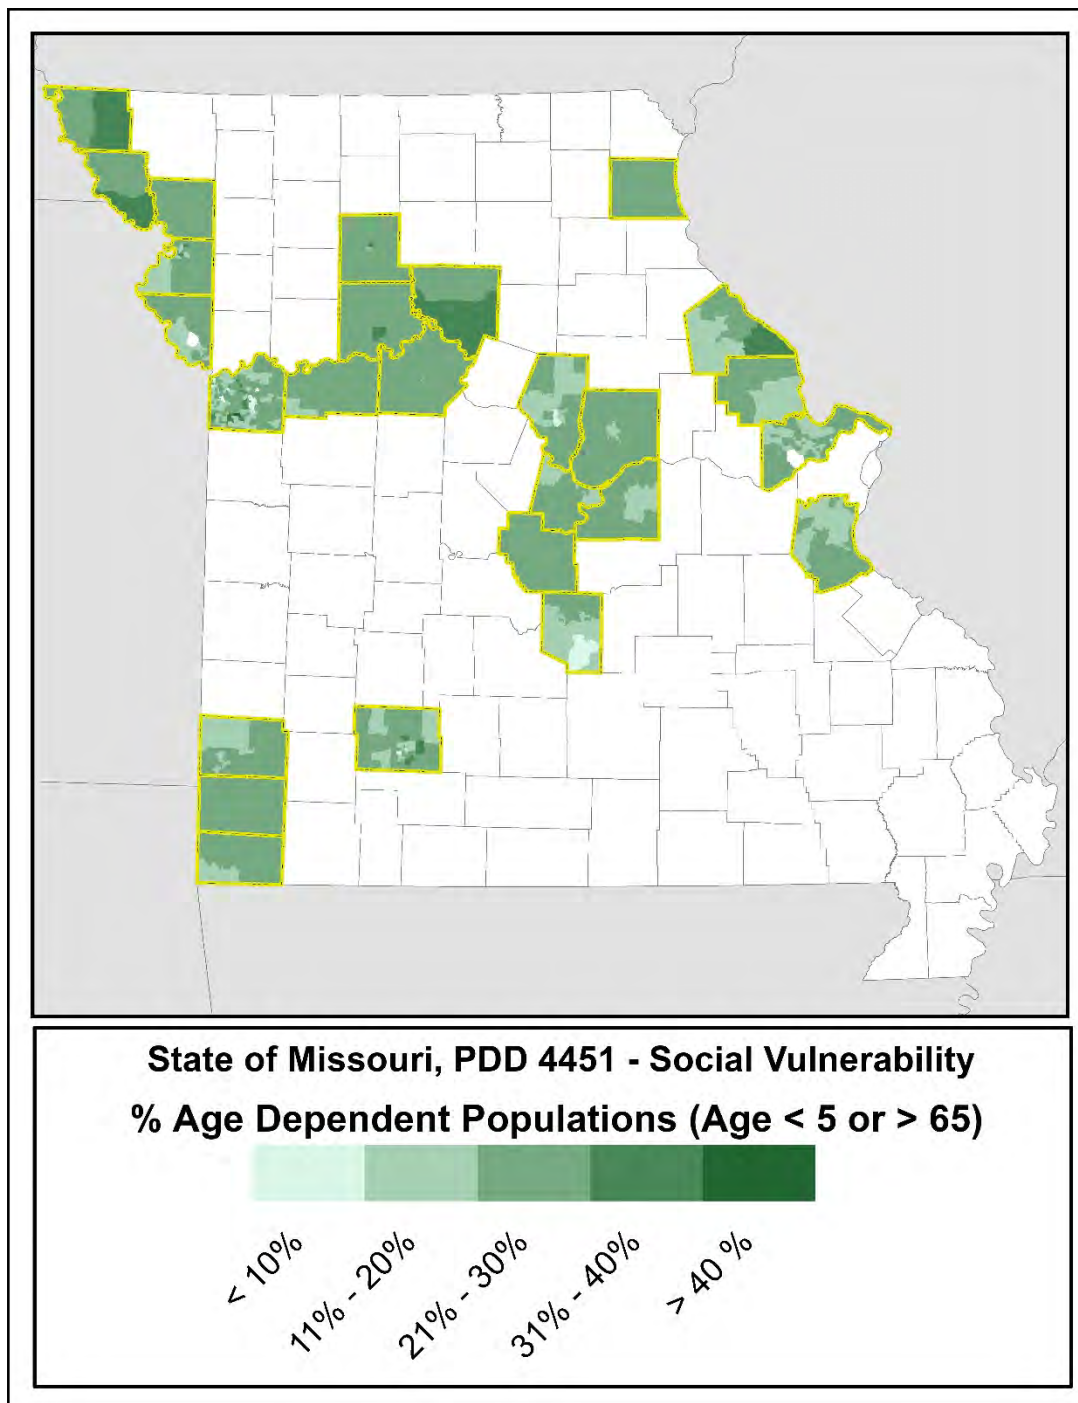 State of Missouri, PDD 4451 - Social Vulnerability
% Age Dependent Populations (Age < 5 or > 65)
< 10%
11% - 20%
21% - 30%
31% - 40%
> 40 %